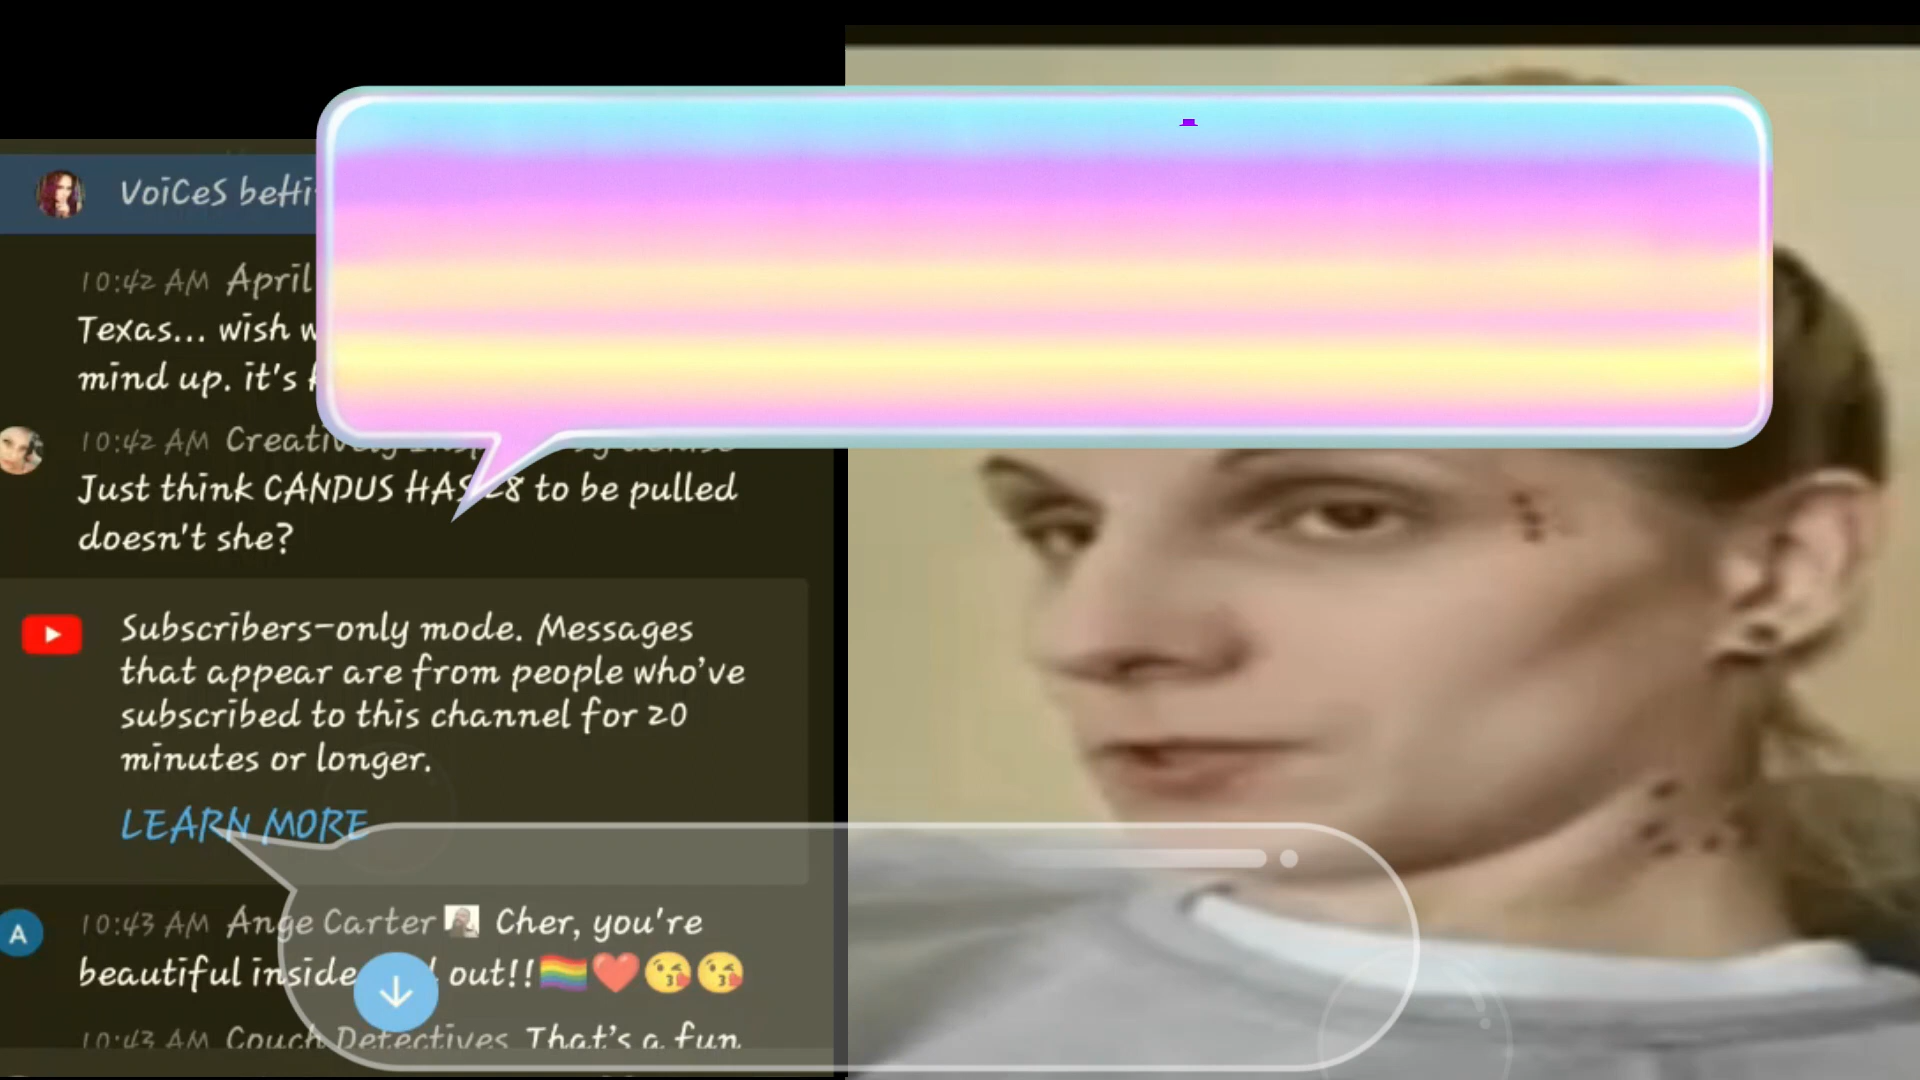 VoiCeS beHi
10:42 AM April
Texas... wish w
mind up. it's
10:42 AM
Just think CANDUS HAS 28 to be pulled
doesn't she?
Subscribers-only mode. Messages
that appear are from people who've
subscribed to this channel for 20
minutes or longer.
LEARN MORE
10:43 AM Ange Carter Cher, you're
beautiful inside out!!🏳️‍🌈❤️😘😘
10:43 AM Couch Detectives That's a fun